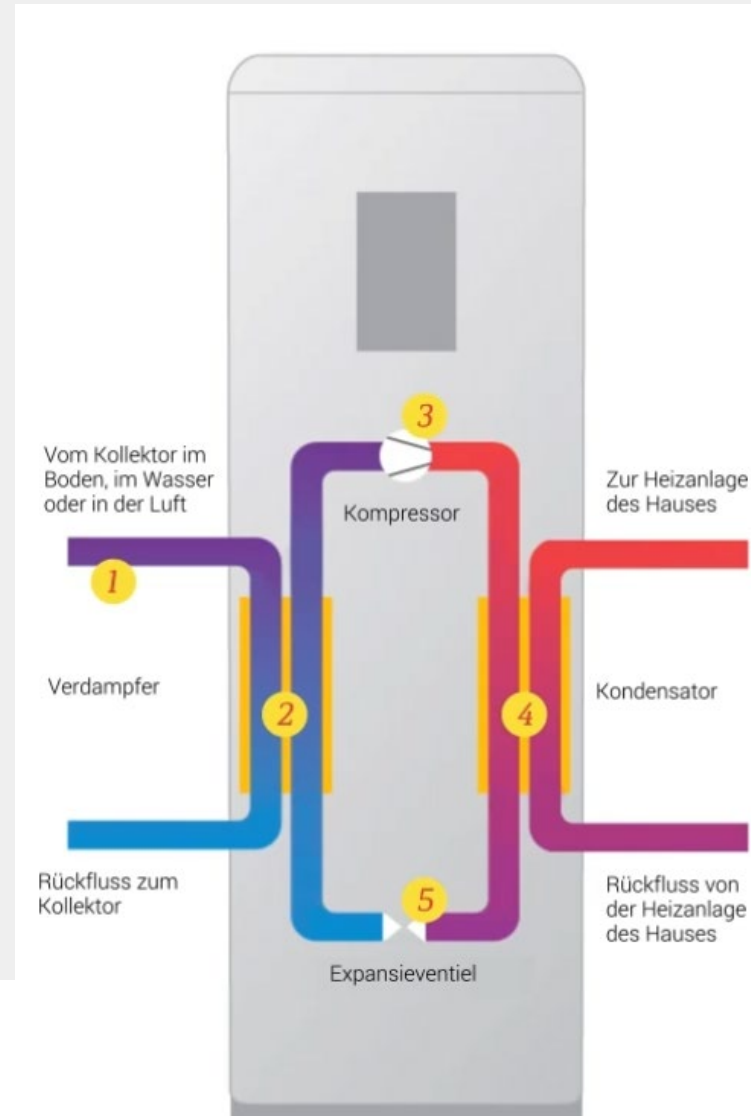 3
Vom Kollektor im
Boden, im Wasser
oder in der Luft
Kompressor
Zur Heizanlage
des Hauses
1
Verdampfer
2
4
Kondensator
Rückfluss zum
Kollektor
5
Rückfluss von
der Heizanlage
des Hauses
Expansieventiel